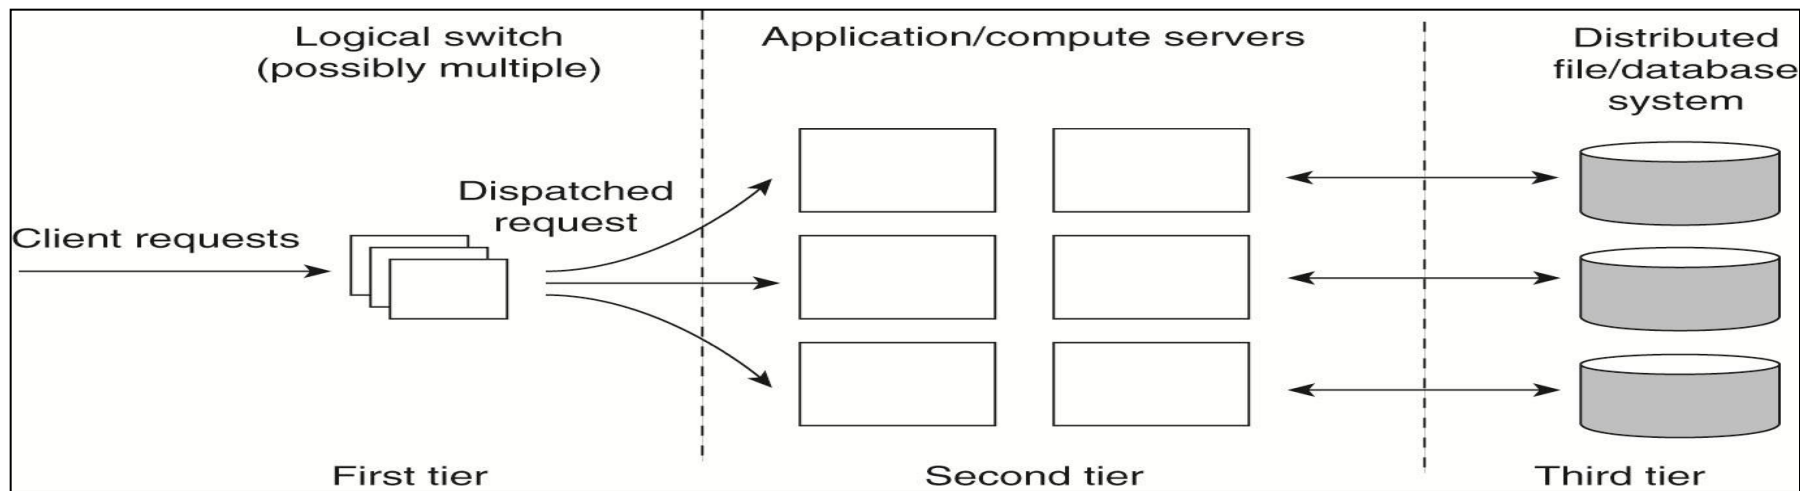 Logical switch
(possibly multiple)
Application/compute servers
Distributed
file/database
system
Dispatched
request
Client requests
First tier
Second tier
Third tier